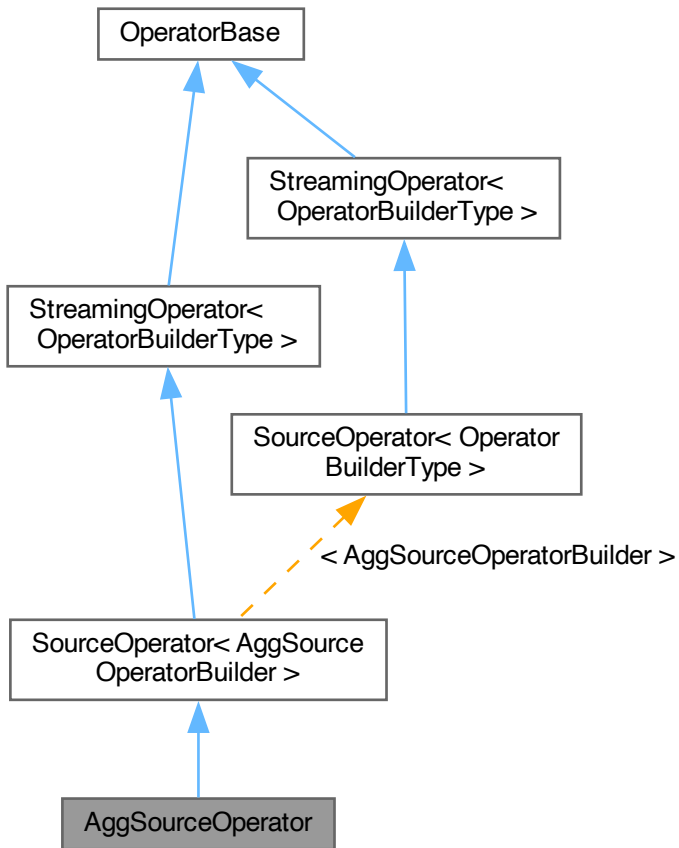 OperatorBase
StreamingOperator<
OperatorBuilderType >
StreamingOperator<
OperatorBuilderType >
SourceOperator< Operator
BuilderType >
< AggSourceOperatorBuilder >
SourceOperator< AggSource
OperatorBuilder >
AggSourceOperator